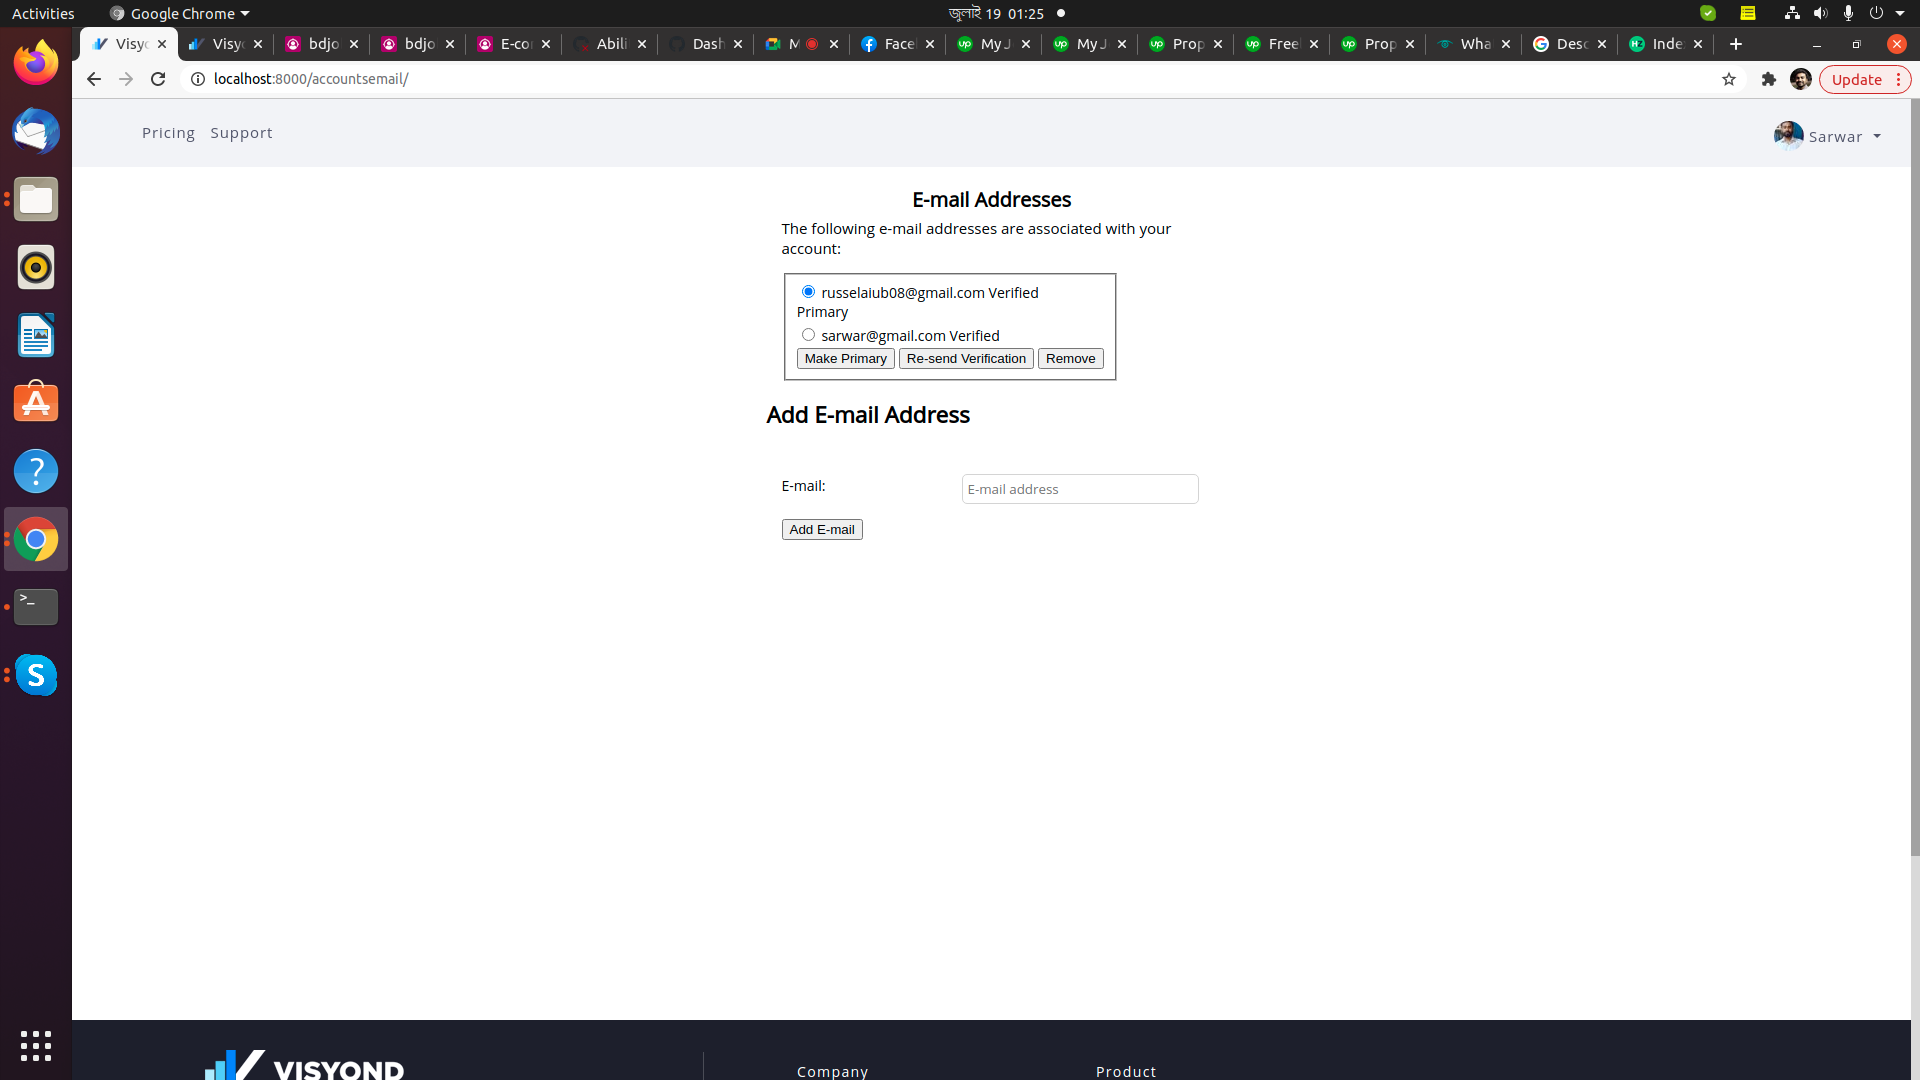 Activities Google Chrome জুলাই 19 01:25
Visyo Visyo bdjo bdjo E-co Abili Dash M Face My J My J Prop Free Prop Wha Desc Inde
localhost:8000/accountsemail/ Update
Pricing Support Sarwar
E-mail Addresses
The following e-mail addresses are associated with your
account:
russelaiub08@gmail.com Verified
Primary
sarwar@gmail.com Verified
Make Primary Re-send Verification Remove
Add E-mail Address
E-mail: E-mail address
Add E-mail
VISYOND Company Product